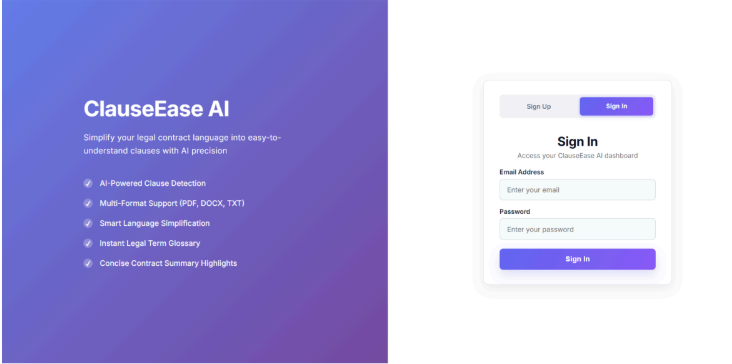 ClauseEase AI
Simplify your legal contract language into easy-to-
understand clauses with AI precision
✓ AI-Powered Clause Detection
✓ Multi-Format Support (PDF, DOCX, TXT)
✓ Smart Language Simplification
✓ Instant Legal Term Glossary
✓ Concise Contract Summary Highlights
Sign Up Sign In
Sign In
Access your ClauseEase AI dashboard
Email Address
Enter your email
Password
Enter your password
Sign In